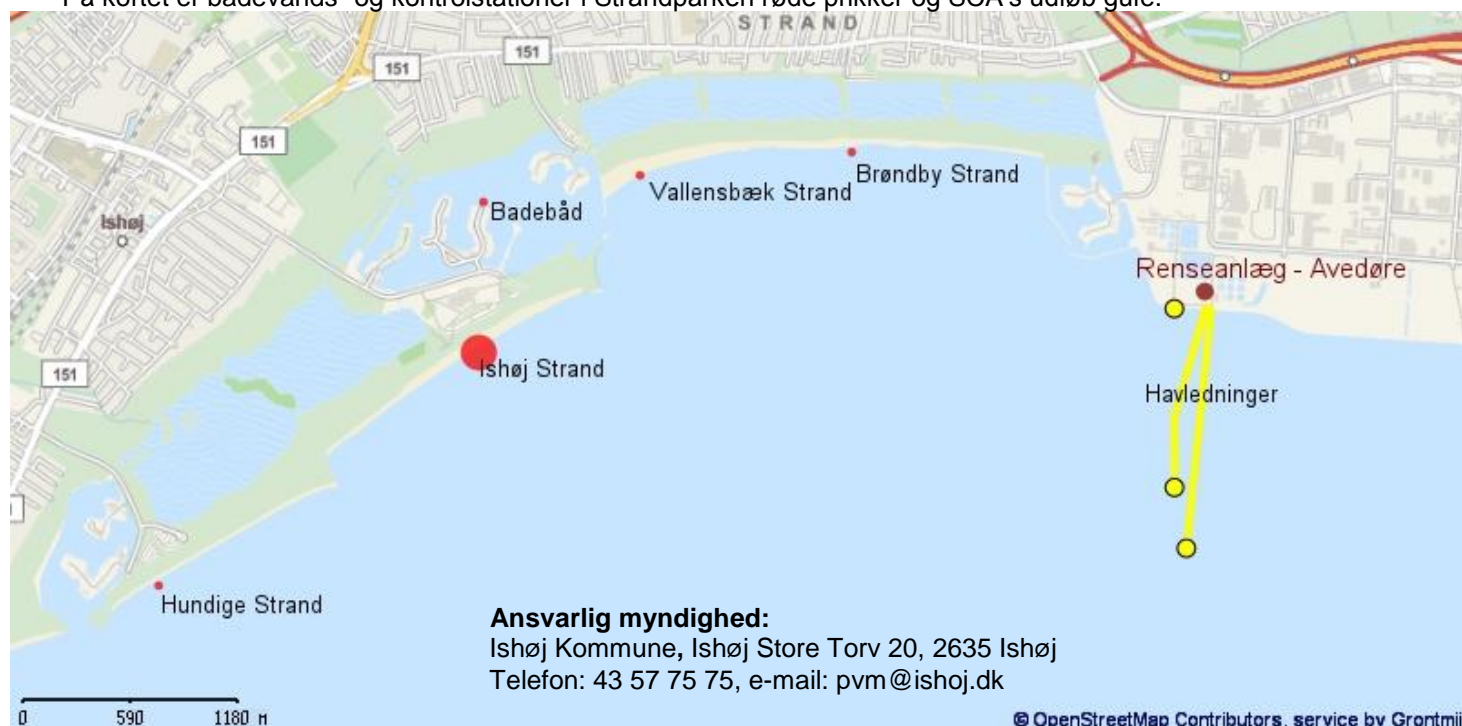 På kortet er badevands- og kontrolstationer i Strandparken røde prikker og SCA's udløb gule.
STRAND
151
151
151
Ishøj
Badebåd
Vallensbæk Strand
Brøndby Strand
Renseanlæg - Avedøre
Ishøj Strand
151
Havledninger
Hundige Strand
Ansvarlig myndighed:
Ishøj Kommune, Ishøj Store Torv 20, 2635 Ishøj
Telefon: 43 57 75 75, e-mail: pvm@ishoj.dk
0 590 1180 M
© OpenStreetMap Contributors, service by Grontmij